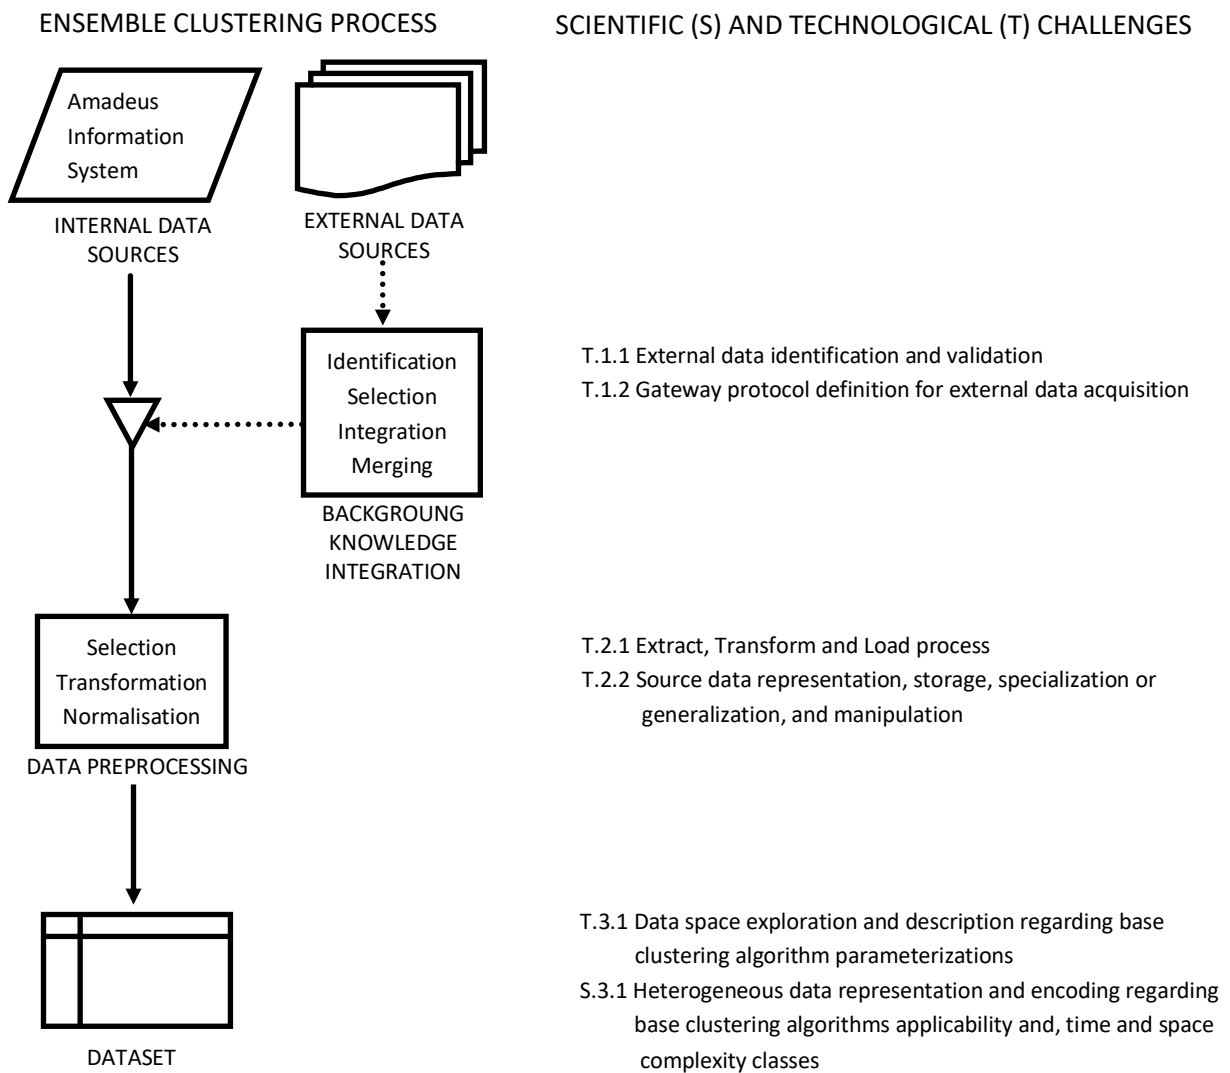 ENSEMBLE CLUSTERING PROCESS
SCIENTIFIC (S) AND TECHNOLOGICAL (T) CHALLENGES
Amadeus
Information
System
INTERNAL DATA
SOURCES
EXTERNAL DATA
SOURCES
Identification
Selection
Integration
Merging
BACKGROUNG
KNOWLEDGE
INTEGRATION
T.1.1 External data identification and validation
T.1.2 Gateway protocol definition for external data acquisition
Selection
Transformation
Normalisation
DATA PREPROCESSING
T.2.1 Extract, Transform and Load process
T.2.2 Source data representation, storage, specialization or
generalization, and manipulation
DATASET
T.3.1 Data space exploration and description regarding base
clustering algorithm parameterizations
S.3.1 Heterogeneous data representation and encoding regarding
base clustering algorithms applicability and, time and space
complexity classes